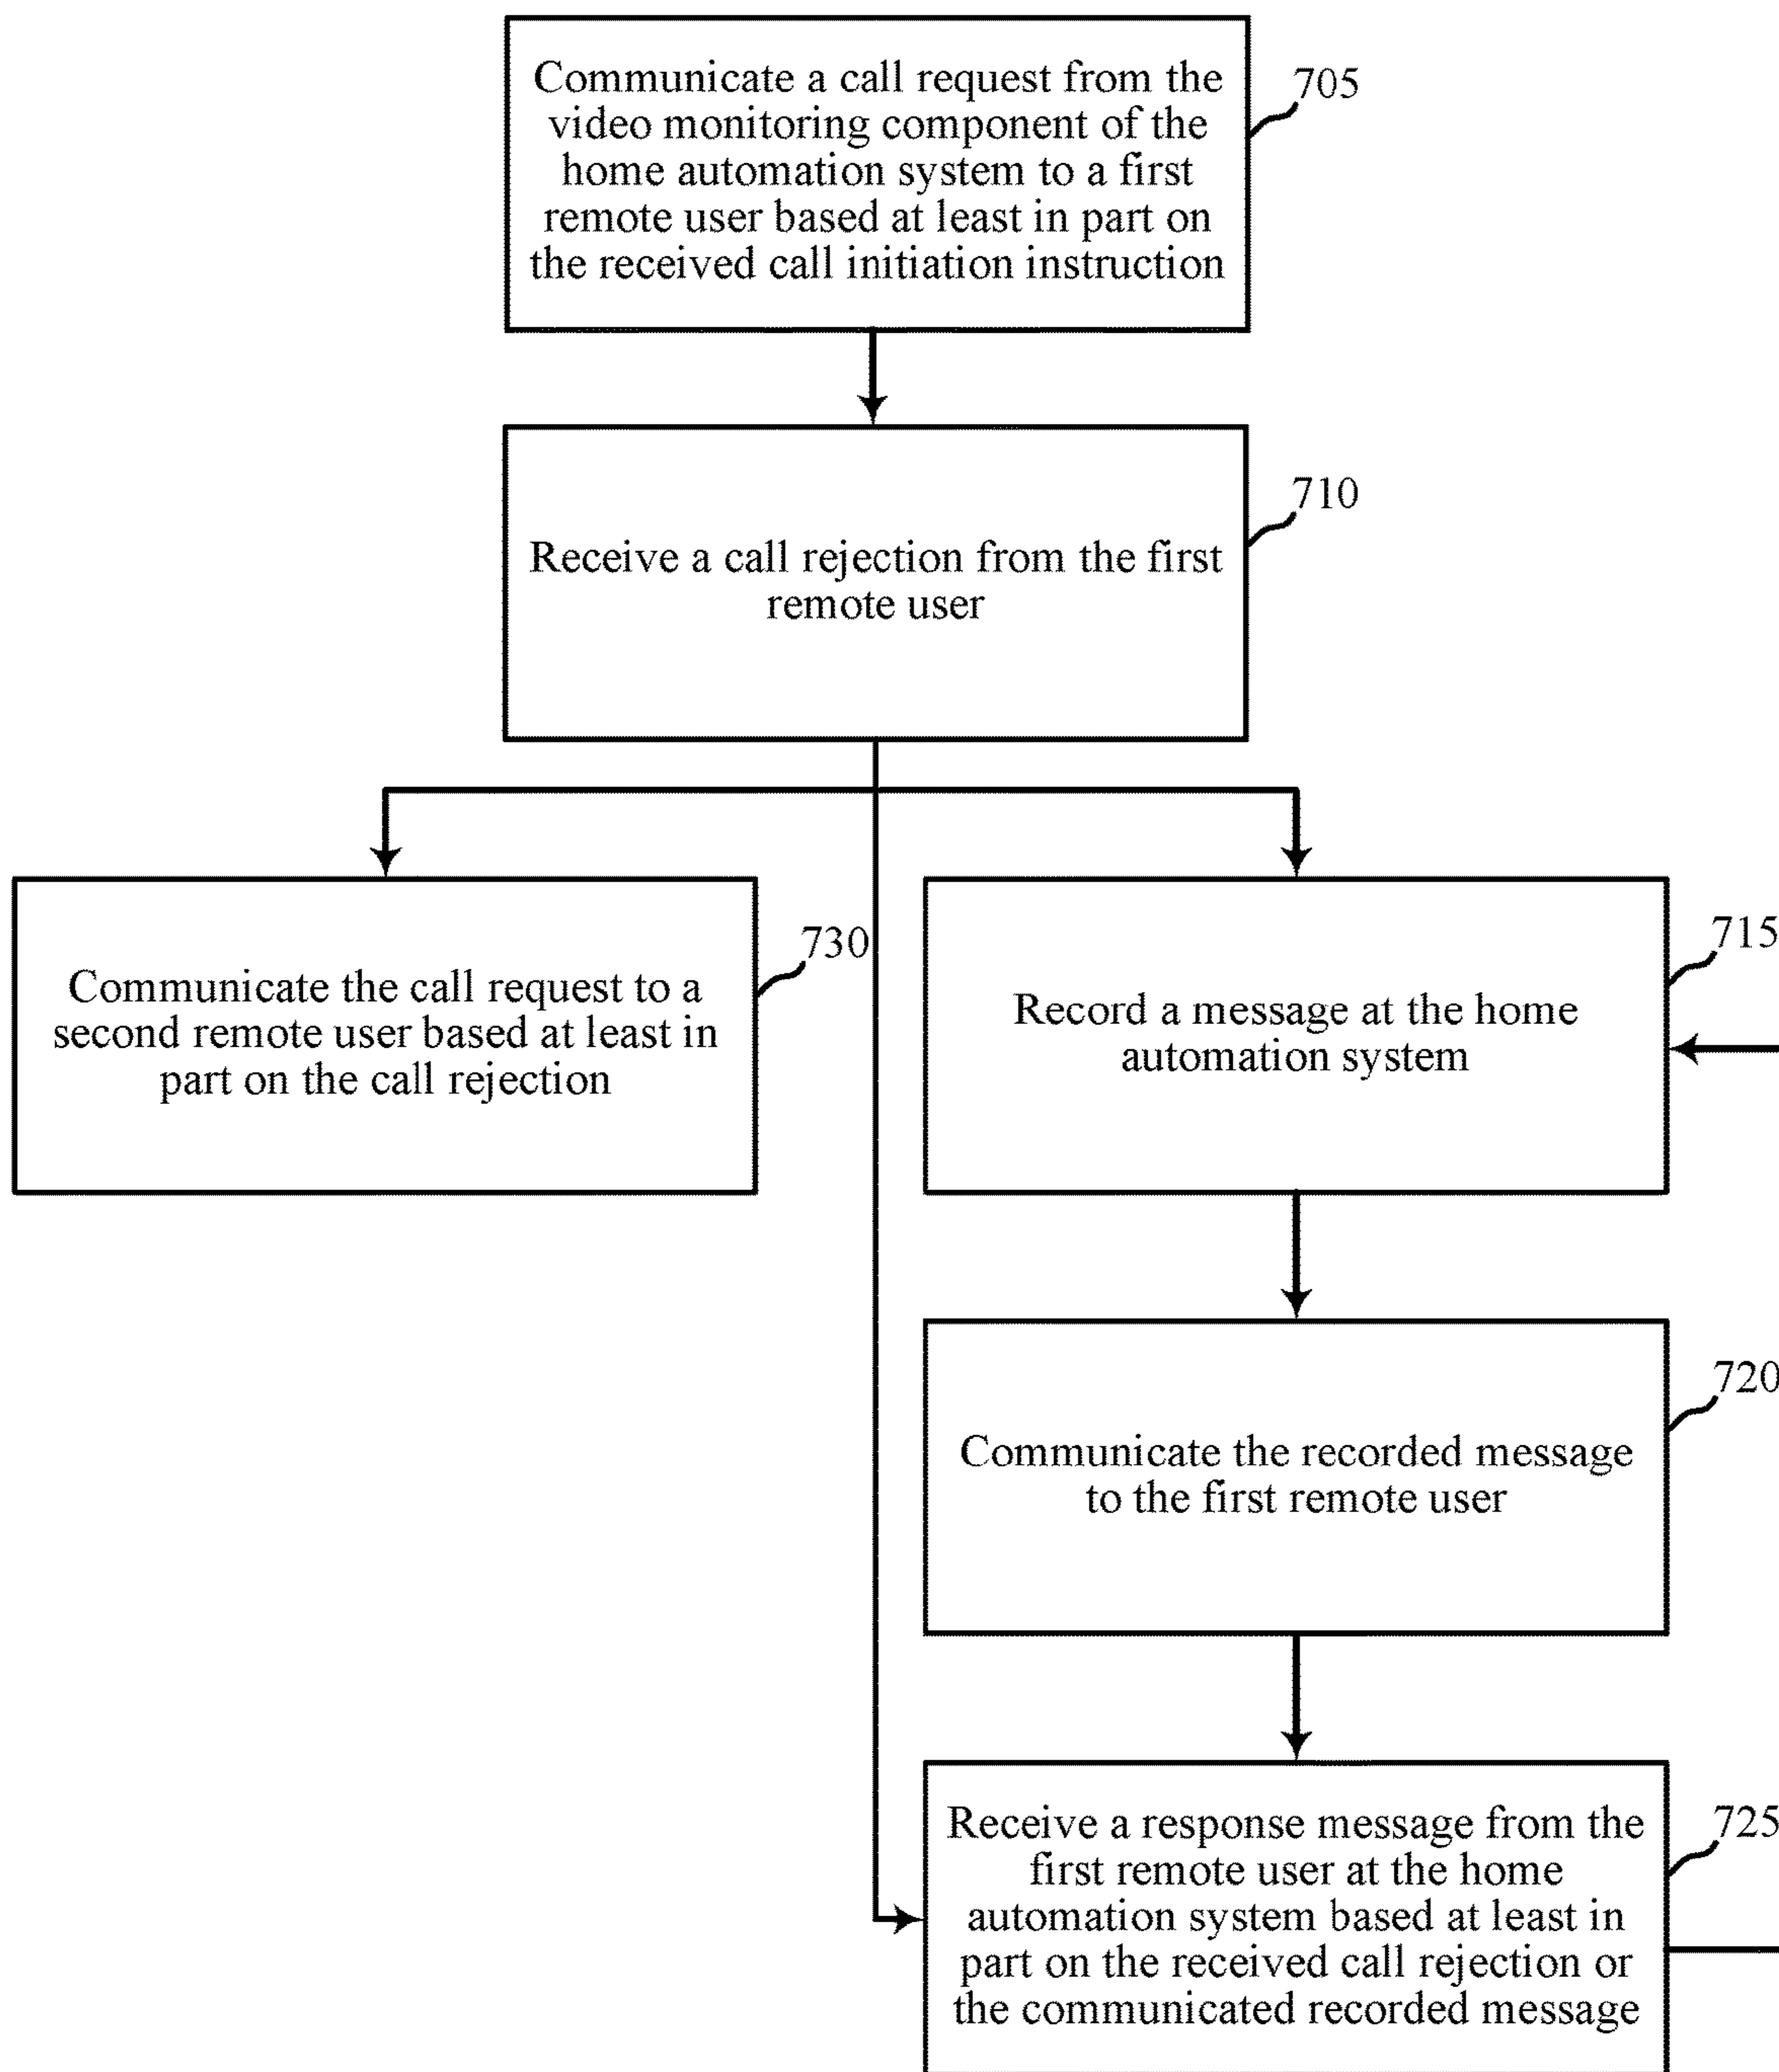 Communicate a call request from the
video monitoring component of the
home automation system to a first
remote user based at least in part on
the received call initiation instruction
705
Receive a call rejection from the first
remote user
710
Communicate the call request to a
second remote user based at least in
part on the call rejection
730
Record a message at the home
automation system
715
Communicate the recorded message
to the first remote user
720
Receive a response message from the
first remote user at the home
automation system based at least in
part on the received call rejection or
the communicated recorded message
725